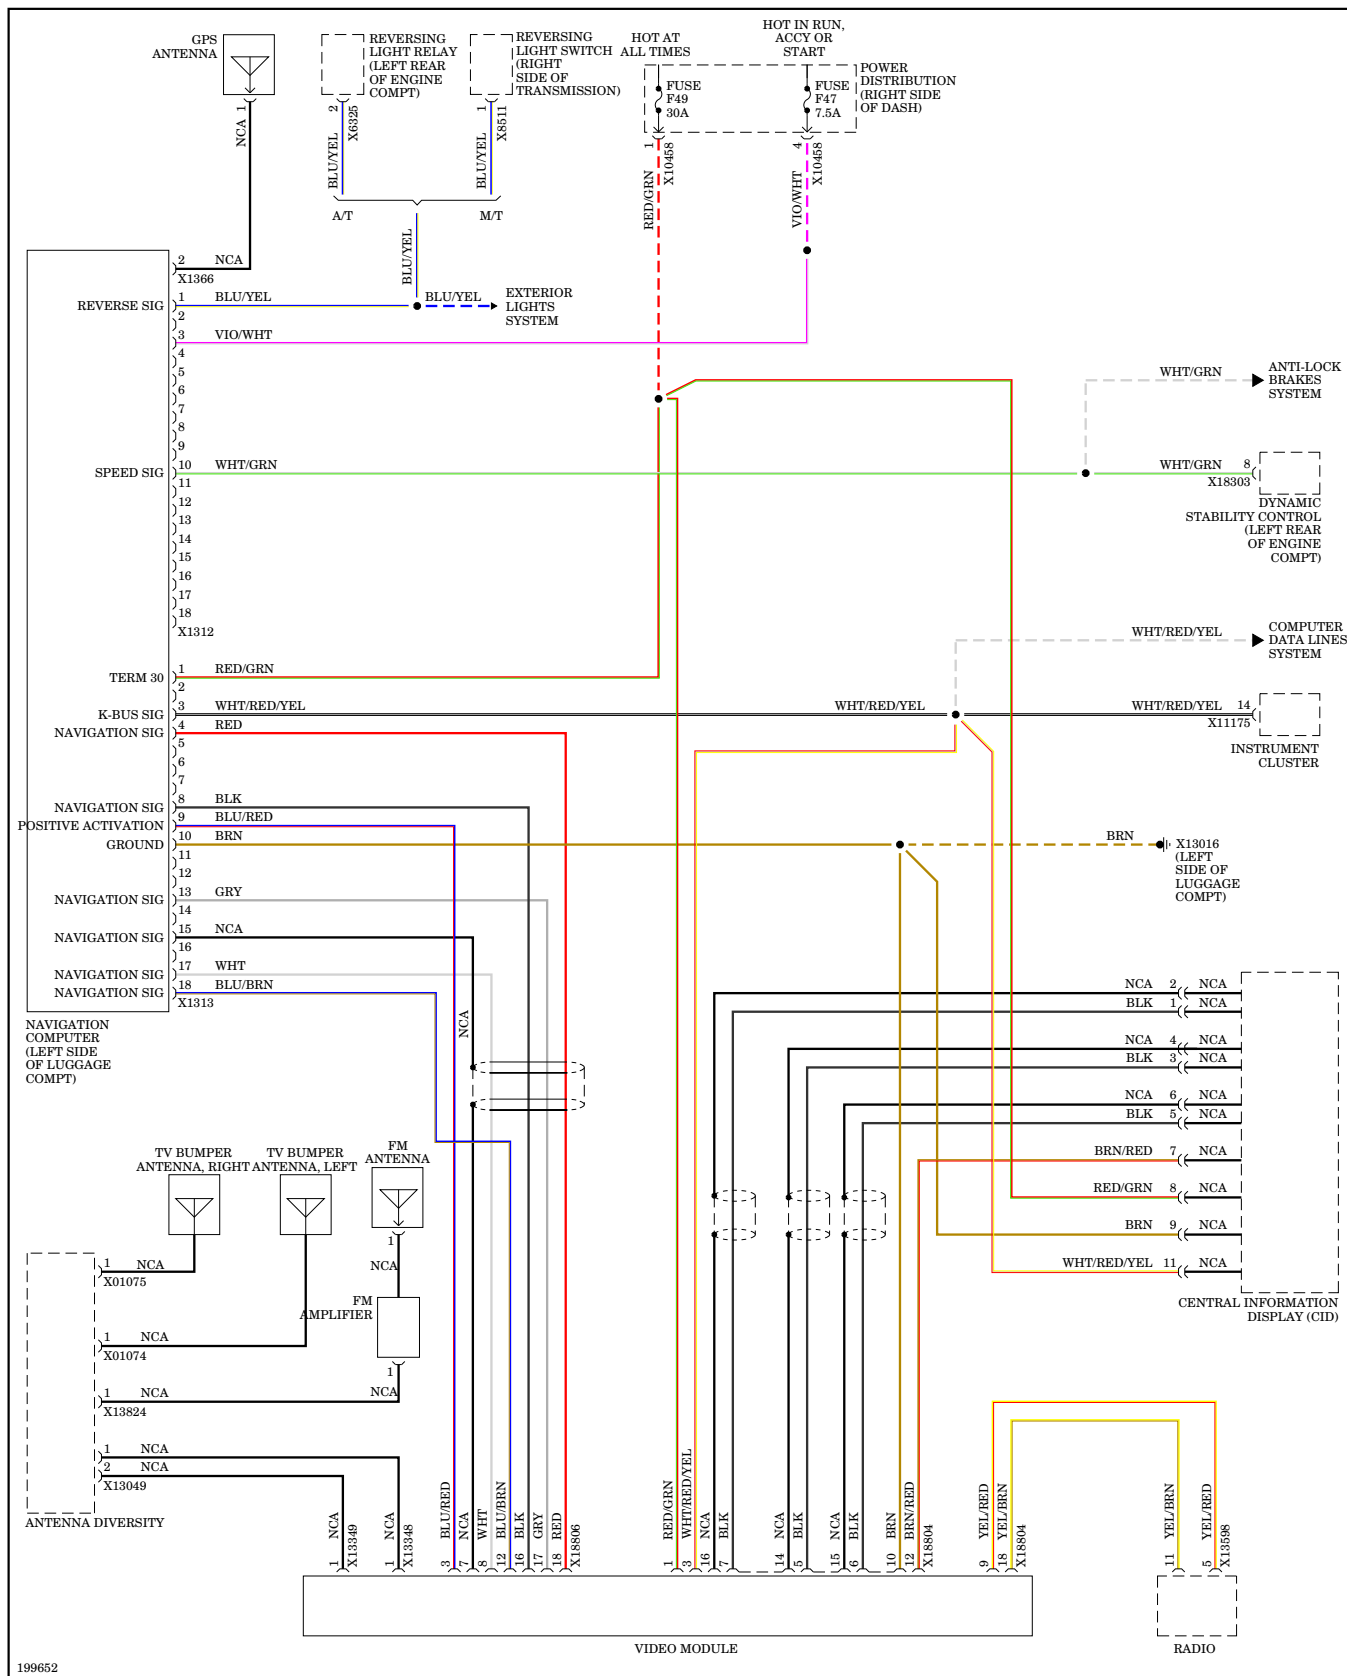 GPS
ANTENNA
REVERSING
LIGHT RELAY
(LEFT REAR
OF ENGINE
COMPT)
REVERSING
LIGHT SWITCH
(RIGHT
SIDE OF
TRANSMISSION)
HOT AT
ALL TIMES
HOT IN RUN,
ACCY OR
START
FUSE
F49
30A
FUSE
F47
7.5A
POWER
DISTRIBUTION
(RIGHT SIDE
OF DASH)
1
NCA
2
X6325
BLU/YEL
1
X8511
BLU/YEL
1
X10458
RED/GRN
4
X10458
VIO/WHT
A/T
M/T
BLU/YEL
2 NCA
X1366
REVERSE SIG 1 BLU/YEL
BLU/YEL
EXTERIOR
LIGHTS
SYSTEM
2
3 VIO/WHT
4
5
6
7
8
9
SPEED SIG 10 WHT/GRN
11
12
13
14
15
16
17
18
X1312
WHT/GRN
ANTI-LOCK
BRAKES
SYSTEM
WHT/GRN 8
X18303
DYNAMIC
STABILITY CONTROL
(LEFT REAR
OF ENGINE
COMPT)
WHT/RED/YEL
COMPUTER
DATA LINES
SYSTEM
TERM 30 1 RED/GRN
2
K-BUS SIG 3 WHT/RED/YEL
WHT/RED/YEL
WHT/RED/YEL 14
X11175
INSTRUMENT
CLUSTER
NAVIGATION SIG 4 RED
5
6
7
NAVIGATION SIG 8 BLK
POSITIVE ACTIVATION 9 BLU/RED
GROUND 10 BRN
BRN
X13016
(LEFT
SIDE OF
LUGGAGE
COMPT)
11
12
NAVIGATION SIG 13 GRY
14
NAVIGATION SIG 15 NCA
16
NAVIGATION SIG 17 WHT
NAVIGATION SIG 18 BLU/BRN
X1313
NAVIGATION
COMPUTER
(LEFT SIDE
OF LUGGAGE
COMPT)
NCA
NCA 2 NCA
BLK 1 NCA
NCA 4 NCA
BLK 3 NCA
NCA 6 NCA
BLK 5 NCA
BRN/RED 7 NCA
RED/GRN 8 NCA
BRN 9 NCA
WHT/RED/YEL 11 NCA
CENTRAL INFORMATION
DISPLAY (CID)
TV BUMPER
ANTENNA, RIGHT
TV BUMPER
ANTENNA, LEFT
FM
ANTENNA
1
NCA
FM
AMPLIFIER
1
NCA
1 NCA
X01075
1 NCA
X01074
1 NCA
X13824
1 NCA
2 NCA
X13049
ANTENNA DIVERSITY
NCA
1
X13349
NCA
1
X13348
BLU/RED
3
NCA
7
WHT
8
BLU/BRN
12
BLK
16
GRY
17
RED
18
X18806
RED/GRN
1
WHT/RED/YEL
3
NCA
16
BLK
7
NCA
14
BLK
5
NCA
15
BLK
6
BRN
10
BRN/RED
12
X18804
YEL/RED
9
YEL/BRN
18
X18804
YEL/BRN
11
YEL/RED
5
X13598
VIDEO MODULE
RADIO
199652